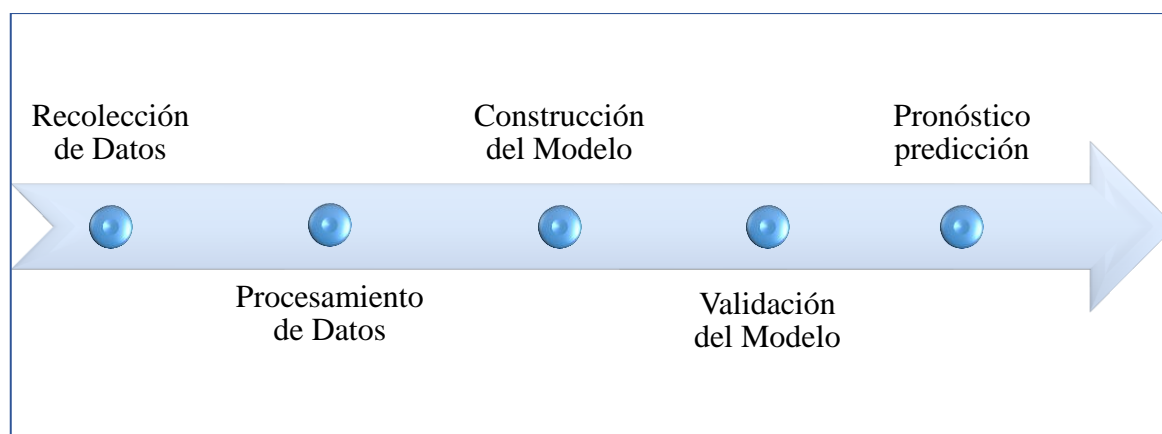 Recolección
de Datos
Procesamiento
de Datos
Construcción
del Modelo
Validación
del Modelo
Pronóstico
predicción